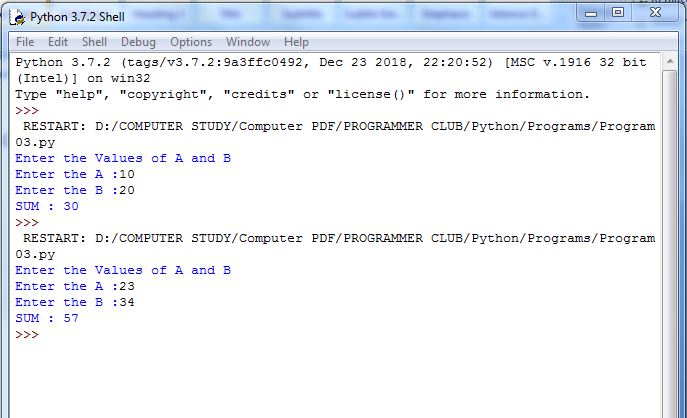 Python 3.7.2 Shell
File Edit Shell Debug Options Window Help
Python 3.7.2 (tags/v3.7.2:9a3ffc0492, Dec 23 2018, 22:20:52) [MSC v.1916 32 bit
(Intel)] on win32
Type "help", "copyright", "credits" or "license()" for more information.
>>>
RESTART: D:/COMPUTER STUDY/Computer PDF/PROGRAMMER CLUB/Python/Programs/Program
03.py
Enter the Values of A and B
Enter the A :10
Enter the B :20
SUM : 30
>>>
RESTART: D:/COMPUTER STUDY/Computer PDF/PROGRAMMER CLUB/Python/Programs/Program
03.py
Enter the Values of A and B
Enter the A :23
Enter the B :34
SUM : 57
>>>